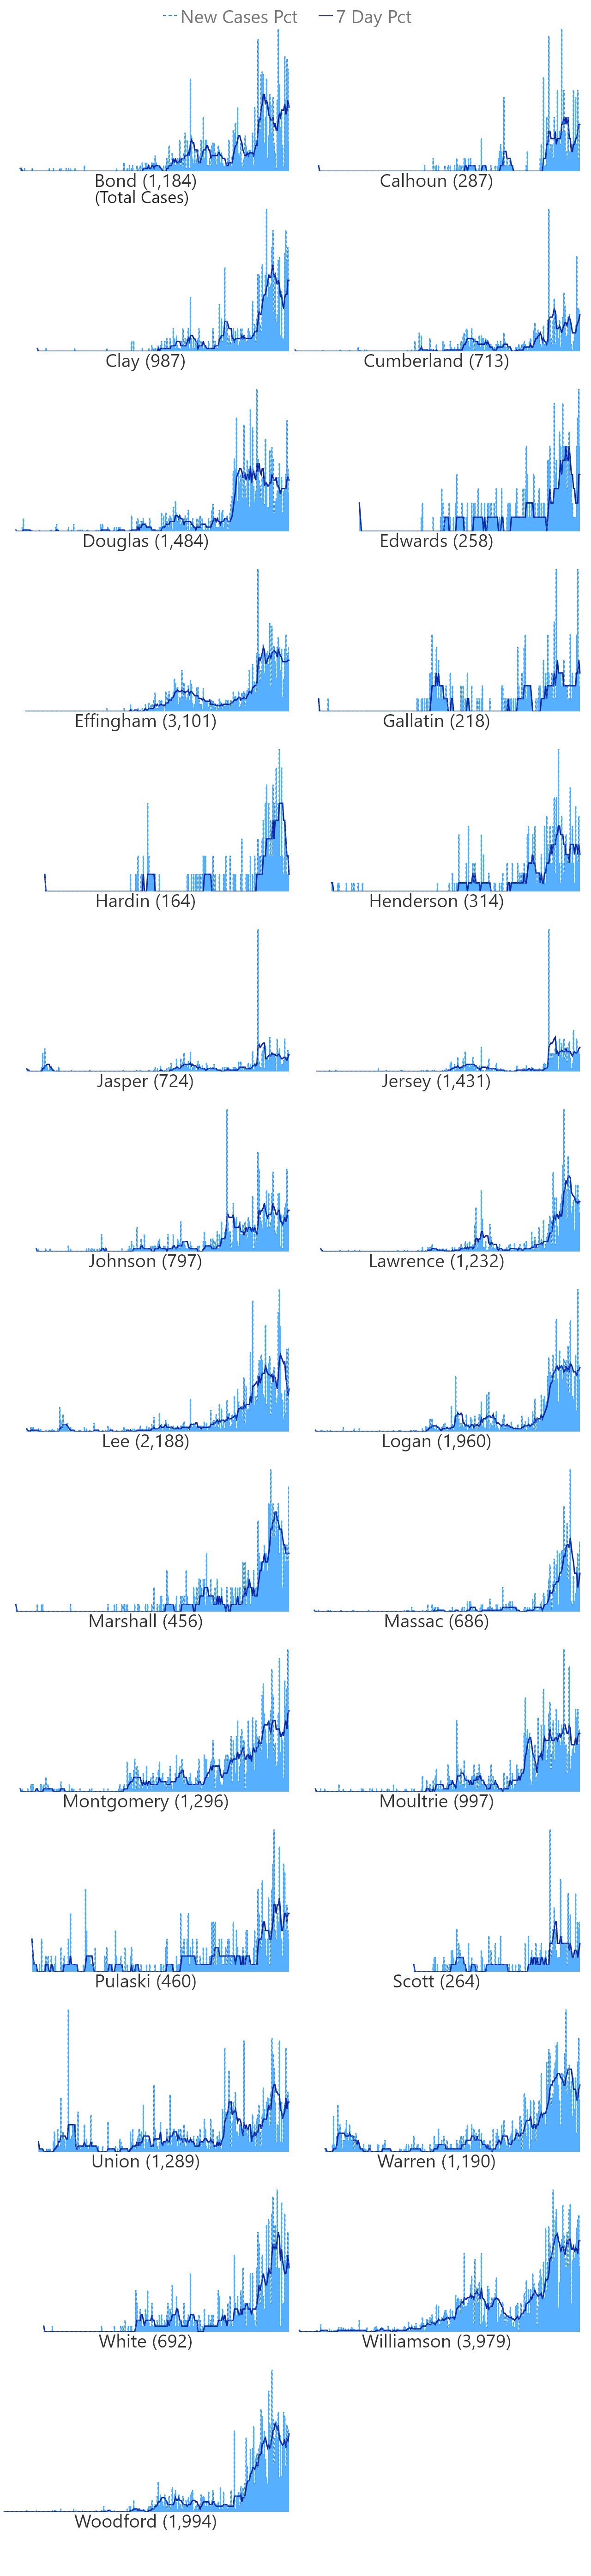 New Cases Pct 7 Day Pct
Bond (1,184) Calhoun (287)
(Total Cases)
Clay (987) Cumberland (713)
Douglas (1,484) Edwards (258)
Effingham (3,101) Gallatin (218)
Hardin (164) Henderson (314)
Jasper (724) Jersey (1,431)
Johnson (797) Lawrence (1,232)
Lee (2,188) Logan (1,960)
Marshall (456) Massac (686)
Montgomery (1,296) Moultrie (997)
Pulaski (460) Scott (264)
Union (1,289) Warren (1,190)
White (692) Williamson (3,979)
Woodford (1,994)